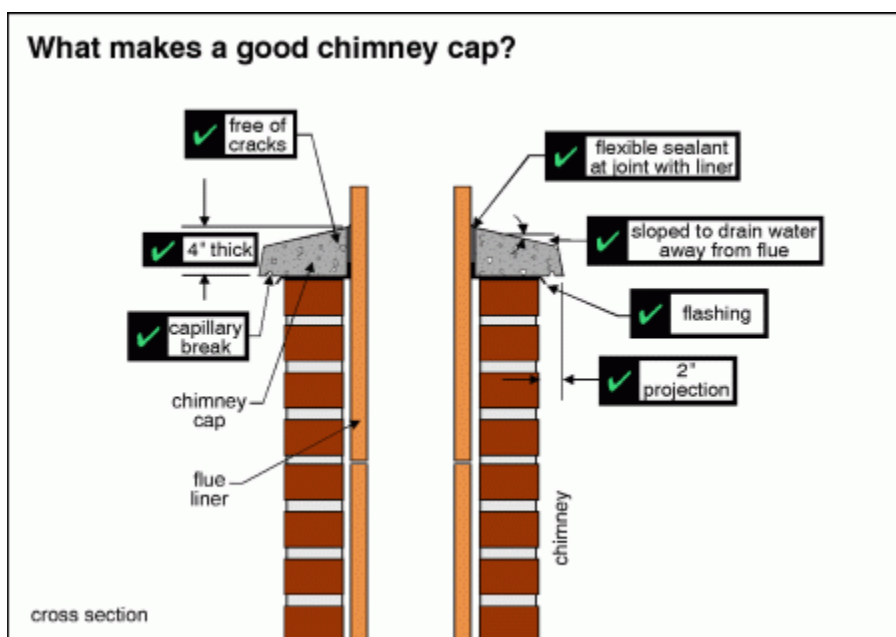 What makes a good chimney cap?
free of
cracks
flexible sealant
at joint with liner
4" thick
sloped to drain water
away from flue
capillary
break
flashing
2"
projection
chimney
cap
flue
liner
chimney
cross section